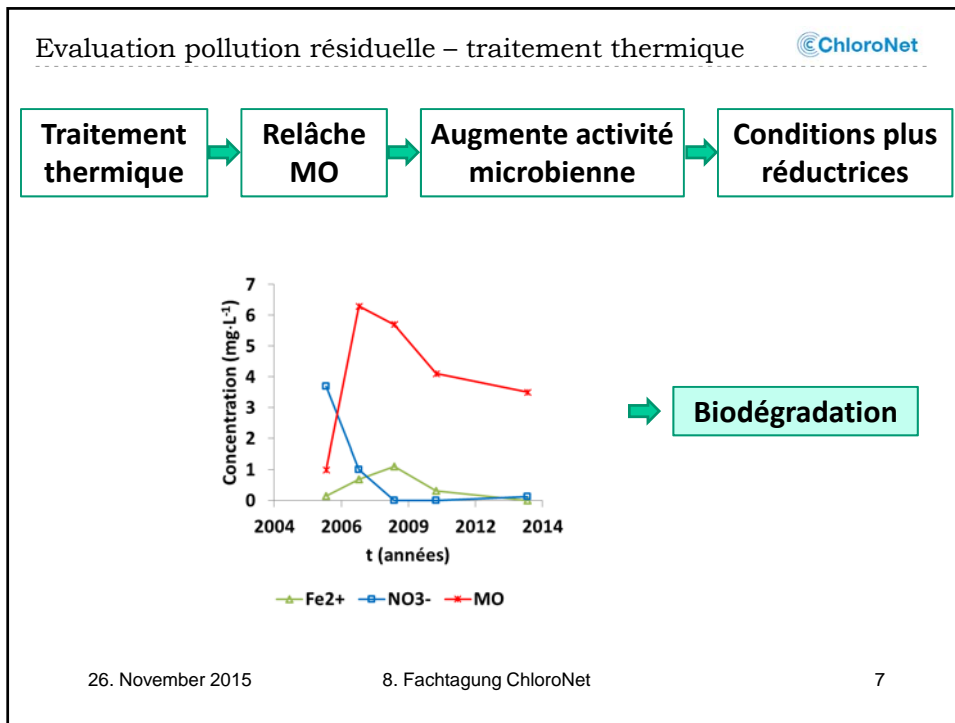 Evaluation pollution résiduelle – traitement thermique
ChloroNet
Traitement
thermique
Relâche
MO
Augmente activité
microbienne
Conditions plus
réductrices
Concentration (mg·L⁻¹)
7
6
5
4
3
2
1
0
2004 2006 2009 2012 2014
t (années)
Fe2+ NO3- MO
Biodégradation
26. November 2015 8. Fachtagung ChloroNet 7